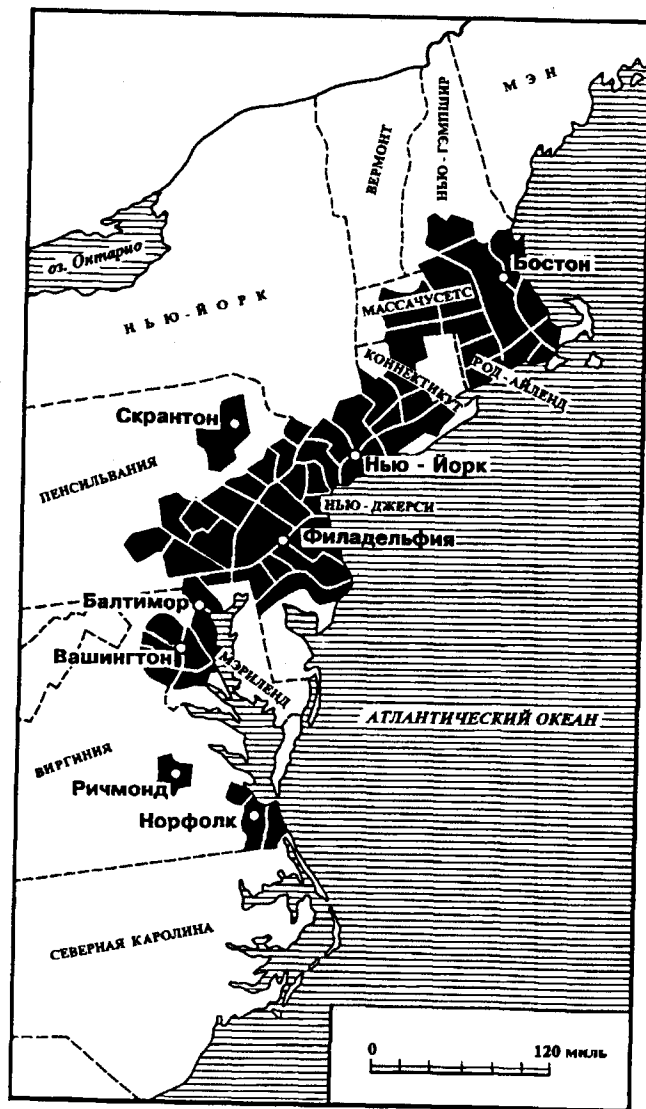 МЭН
НЬЮ - ГЭМПШИР
ВЕРМОНТ
оз. Онтарио
Бостон
НЬЮ-ЙОРК
МАССАЧУСЕТС
КОННЕКТИКУТ
РОД - АЙЛЕНД
Скрантон
Нью - Йорк
ПЕНСИЛЬВАНИЯ
НЬЮ - ДЖЕРСИ
Филадельфия
Балтимор
Вашингтон
МЭРИЛЕНД
АТЛАНТИЧЕСКИЙ ОКЕАН
ВИРГИНИЯ
Ричмонд
Норфолк
СЕВЕРНАЯ КАРОЛИНА
0 120 миль